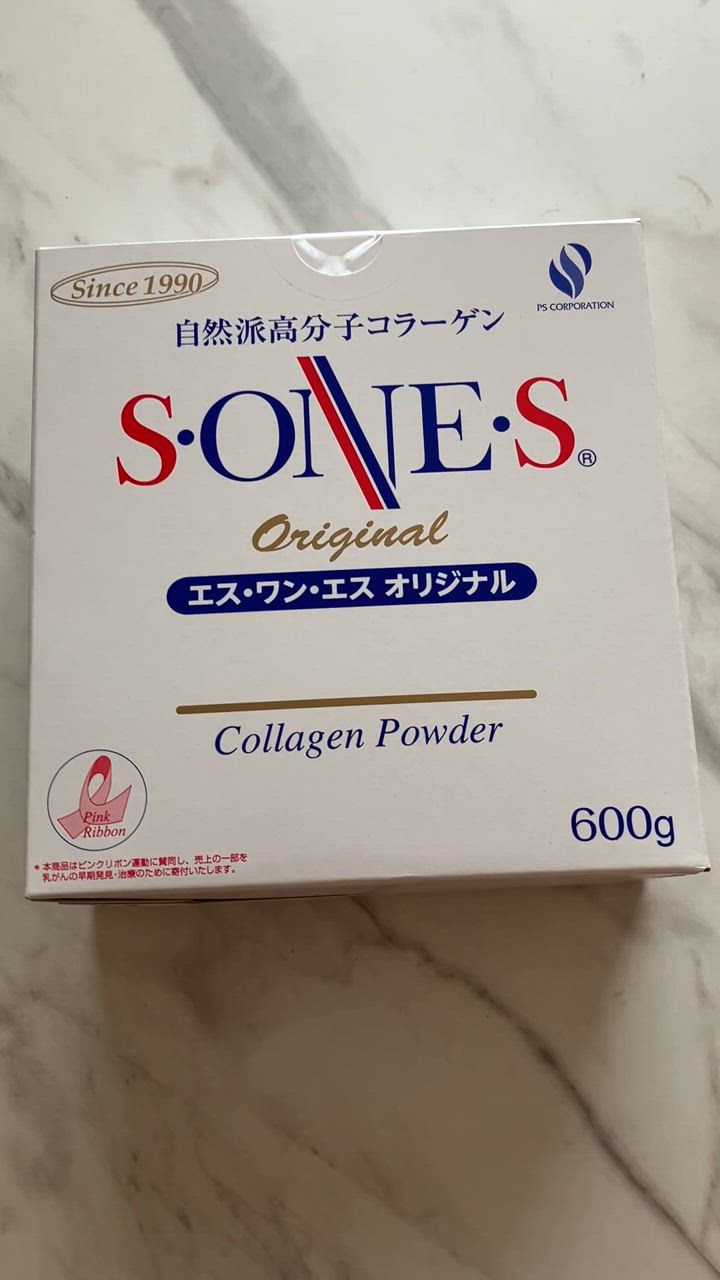 Since 1990
PS CORPORATION
自然派高分子コラーゲン
S·ONE·S®
Original
エス・ワン・エス オリジナル
Collagen Powder
Pink
Ribbon
600g
*本商品はピンクリボン運動に賛同し、売上の一部を
乳がんの早期発見・治療のために寄付いたします。